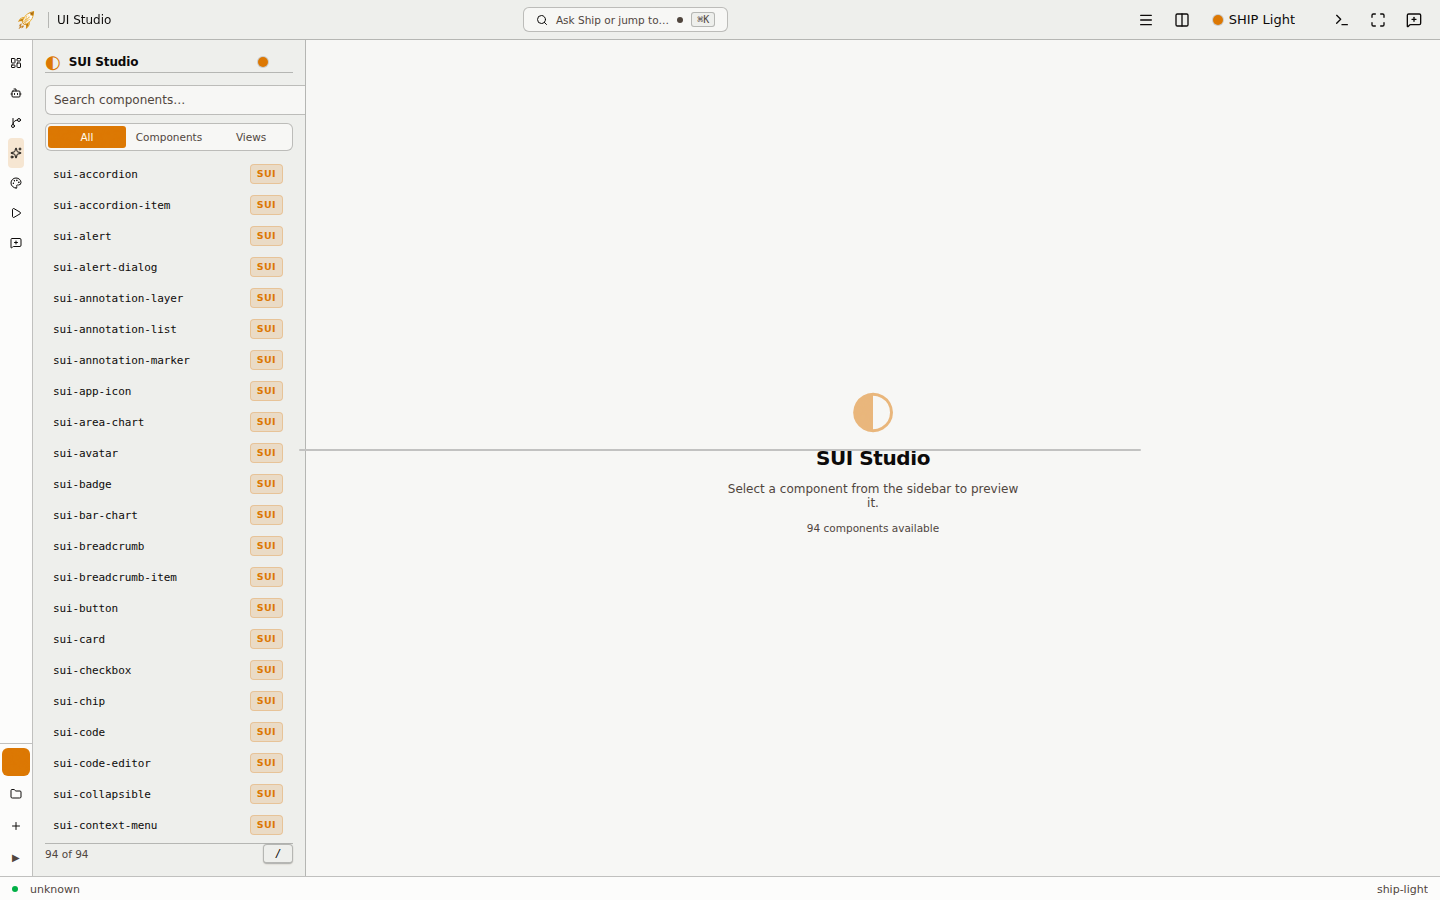 UI Studio
Ask Ship or jump to... ⌘K
SHIP Light
SUI Studio
Search components...
All Components Views
sui-accordion SUI
sui-accordion-item SUI
sui-alert SUI
sui-alert-dialog SUI
sui-annotation-layer SUI
sui-annotation-list SUI
sui-annotation-marker SUI
sui-app-icon SUI
sui-area-chart SUI
sui-avatar SUI
sui-badge SUI
sui-bar-chart SUI
sui-breadcrumb SUI
sui-breadcrumb-item SUI
sui-button SUI
sui-card SUI
sui-checkbox SUI
sui-chip SUI
sui-code SUI
sui-code-editor SUI
sui-collapsible SUI
sui-context-menu SUI
94 of 94 /
SUI Studio
Select a component from the sidebar to preview
it.
94 components available
unknown
ship-light